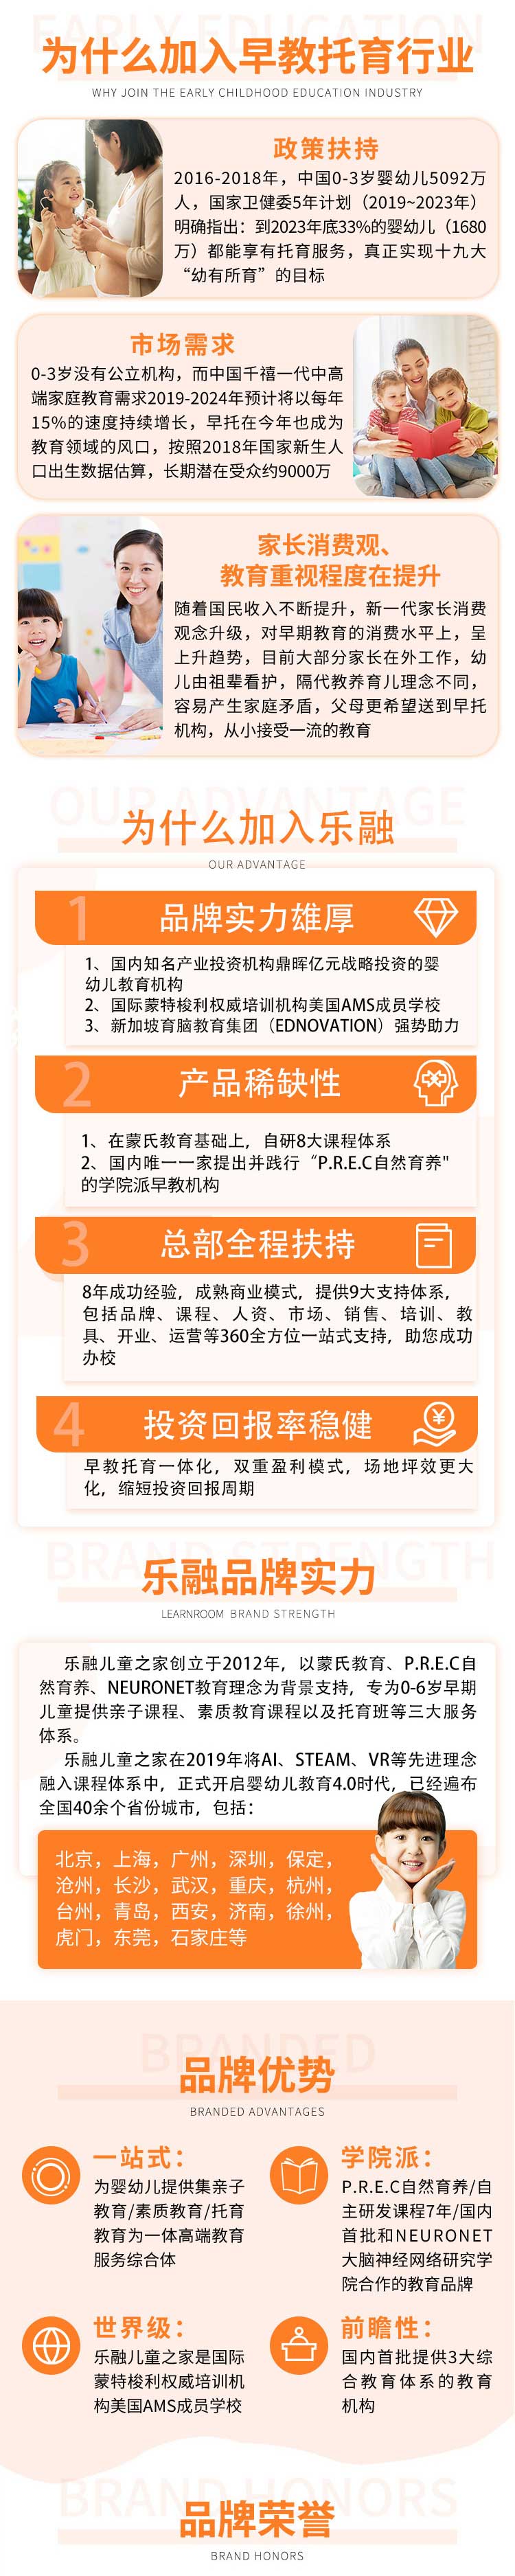 EARLY EDUCATION
为什么加入早教托育行业
WHY JOIN THE EARLY CHILDHOOD EDUCATION INDUSTRY
政策扶持
2016-2018年，中国0-3岁婴幼儿5092万
人，国家卫健委5年计划（2019~2023年）
明确指出：到2023年底33%的婴幼儿（1680
万）都能享有托育服务，真正实现十九大
“幼有所育”的目标
市场需求
0-3岁没有公立机构，而中国千禧一代中高
端家庭教育需求2019-2024年预计将以每年
15%的速度持续增长，早托在今年也成为
教育领域的风口，按照2018年国家新生人
口出生数据估算，长期潜在受众约9000万
家长消费观、
教育重视程度在提升
随着国民收入不断提升，新一代家长消费
观念升级，对早期教育的消费水平上，呈
上升趋势，目前大部分家长在外工作，幼
儿由祖辈看护，隔代教养育儿理念不同，
容易产生家庭矛盾，父母更希望送到早托
机构，从小接受一流的教育
OUR ADVANTAGE
为什么加入乐融
OUR ADVANTAGE
1 品牌实力雄厚
1、国内知名产业投资机构鼎晖亿元战略投资的婴
幼儿教育机构
2、国际蒙特梭利权威培训机构美国AMS成员学校
3、新加坡育脑教育集团（EDNOVATION）强势助力
2 产品稀缺性
1、在蒙氏教育基础上，自研8大课程体系
2、国内唯一一家提出并践行“P.R.E.C自然育养"
的学院派早教机构
3 总部全程扶持
8年成功经验，成熟商业模式，提供9大支持体系，
包括品牌、课程、人资、市场、销售、培训、教
具、开业、运营等360全方位一站式支持，助您成功
办校
4 投资回报率稳健
早教托育一体化，双重盈利模式，场地坪效更大
化，缩短投资回报周期
BRAND STRENGTH
乐融品牌实力
LEARNROOM BRAND STRENGTH
乐融儿童之家创立于2012年，以蒙氏教育、P.R.E.C自
然育养、NEURONET教育理念为背景支持，专为0-6岁早期
儿童提供亲子课程、素质教育课程以及托育班等三大服务
体系。
乐融儿童之家在2019年将AI、STEAM、VR等先进理念
融入课程体系中，正式开启婴幼儿教育4.0时代，已经遍布
全国40余个省份城市，包括：
北京，上海，广州，深圳，保定，
沧州，长沙，武汉，重庆，杭州，
台州，青岛，西安，济南，徐州，
虎门，东莞，石家庄等
BRANDED
品牌优势
BRANDED ADVANTAGES
一站式：
为婴幼儿提供集亲子
教育/素质教育/托育
教育为一体高端教育
服务综合体
学院派：
P.R.E.C自然育养/自
主研发课程7年/国内
首批和NEURONET
大脑神经网络研究学
院合作的教育品牌
世界级：
乐融儿童之家是国际
蒙特梭利权威培训机
构美国AMS成员学校
前瞻性：
国内首批提供3大综
合教育体系的教育
机构
BRAND HONORS
品牌荣誉
BRAND HONORS